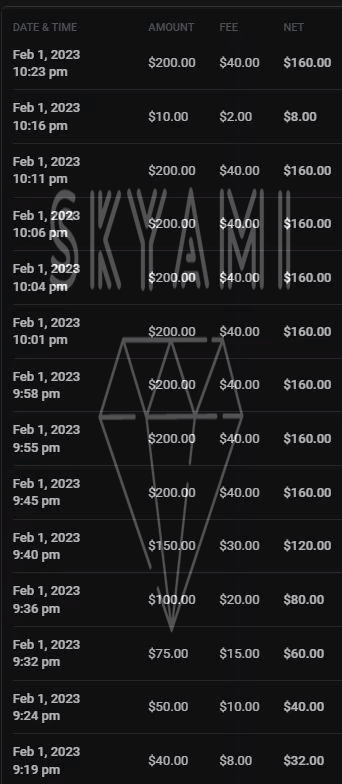 DATE & TIME AMOUNT FEE NET
Feb 1, 2023
10:23 pm $200.00 $40.00 $160.00
Feb 1, 2023
10:16 pm $10.00 $2.00 $8.00
Feb 1, 2023
10:11 pm $200.00 $40.00 $160.00
SKYAMI
Feb 1, 2023
10:06 pm $200.00 $40.00 $160.00
Feb 1, 2023
10:04 pm $200.00 $40.00 $160.00
Feb 1, 2023
10:01 pm $200.00 $40.00 $160.00
Feb 1, 2023
9:58 pm $200.00 $40.00 $160.00
Feb 1, 2023
9:55 pm $200.00 $40.00 $160.00
Feb 1, 2023
9:45 pm $200.00 $40.00 $160.00
Feb 1, 2023
9:40 pm $150.00 $30.00 $120.00
Feb 1, 2023
9:36 pm $100.00 $20.00 $80.00
Feb 1, 2023
9:32 pm $75.00 $15.00 $60.00
Feb 1, 2023
9:24 pm $50.00 $10.00 $40.00
Feb 1, 2023
9:19 pm $40.00 $8.00 $32.00